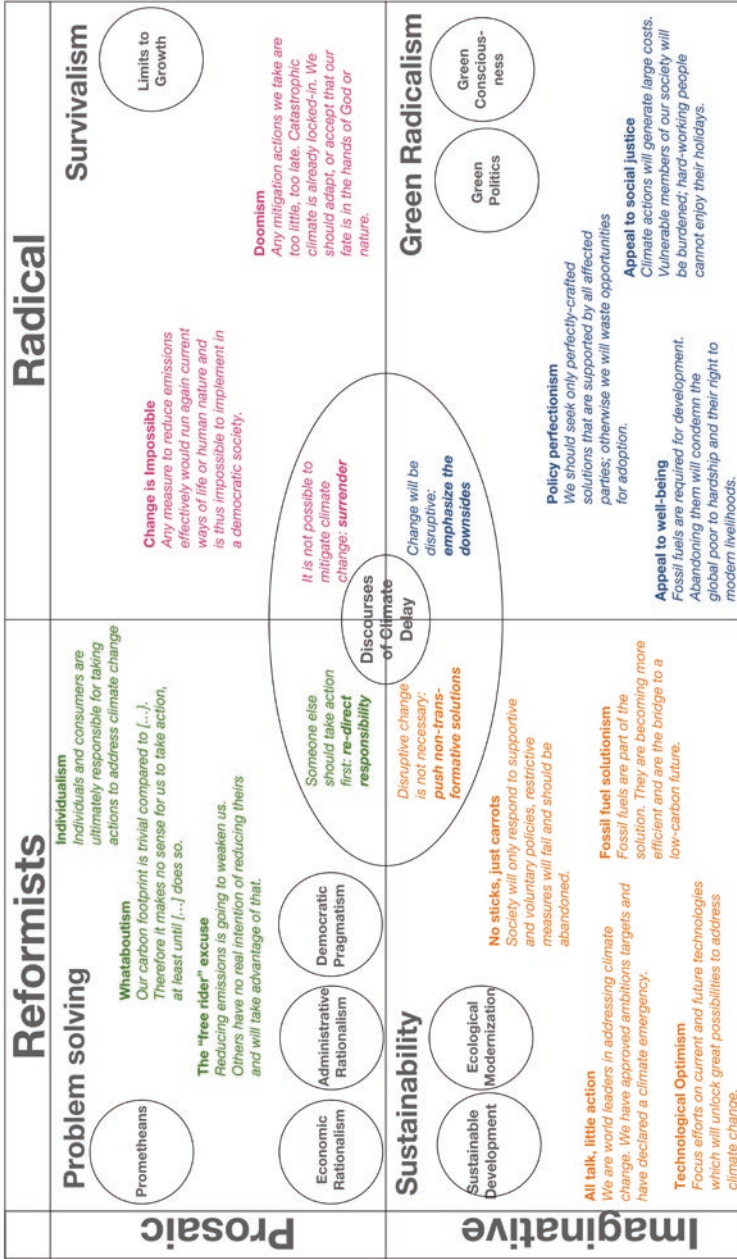 Reformists
Radical
Prosaic
Problem solving
Prometheans
Economic
Rationalism
Administrative
Rationalism
Democratic
Pragmatism
Individualism
Individuals and consumers are
ultimately responsible for taking
actions to address climate change
Whataboutism
Our carbon footprint is trivial compared to [...].
Therefore it makes no sense for us to take action,
at least until [...] does so.
The "free rider" excuse
Reducing emissions is going to weaken us.
Others have no real intention of reducing theirs
and will take advantage of that.
Someone else
should take action
first: re-direct
responsibility
Survivalism
Limits to
Growth
Change is Impossible
Any measure to reduce emissions
effectively would run again current
ways of life or human nature and
is thus impossible to implement in
a democratic society.
Doomism
Any mitigation actions we take are
too little, too late. Catastrophic
climate is already locked-in. We
should adapt, or accept that our
fate is in the hands of God or
nature.
It is not possible to
mitigate climate
change: surrender
Discourses
of Climate
Delay
Imaginative
Sustainability
Sustainable
Development
Ecological
Modernization
Disruptive change
is not necessary:
push non-trans-
formative solutions
No sticks, just carrots
Society will only respond to supportive
and voluntary policies, restrictive
measures will fail and should be
abandoned.
All talk, little action
We are world leaders in addressing climate
change. We have approved ambitions targets and
have declared a climate emergency.
Fossil fuel solutionism
Fossil fuels are part of the
solution. They are becoming more
efficient and are the bridge to a
low-carbon future.
Technological Optimism
Focus efforts on current and future technologies
which will unlock great possibilities to address
climate change.
Green Radicalism
Green
Politics
Green
Conscious-
ness
Change will be
disruptive:
emphasize the
downsides
Policy perfectionism
We should seek only perfectly-crafted
solutions that are supported by all affected
parties; otherwise we will waste opportunities
for adoption.
Appeal to well-being
Fossil fuels are required for development.
Abandoning them will condemn the
global poor to hardship and their right to
modern livelihoods.
Appeal to social justice
Climate actions will generate large costs.
Vulnerable members of our society will
be burdened; hard-working people
cannot enjoy their holidays.